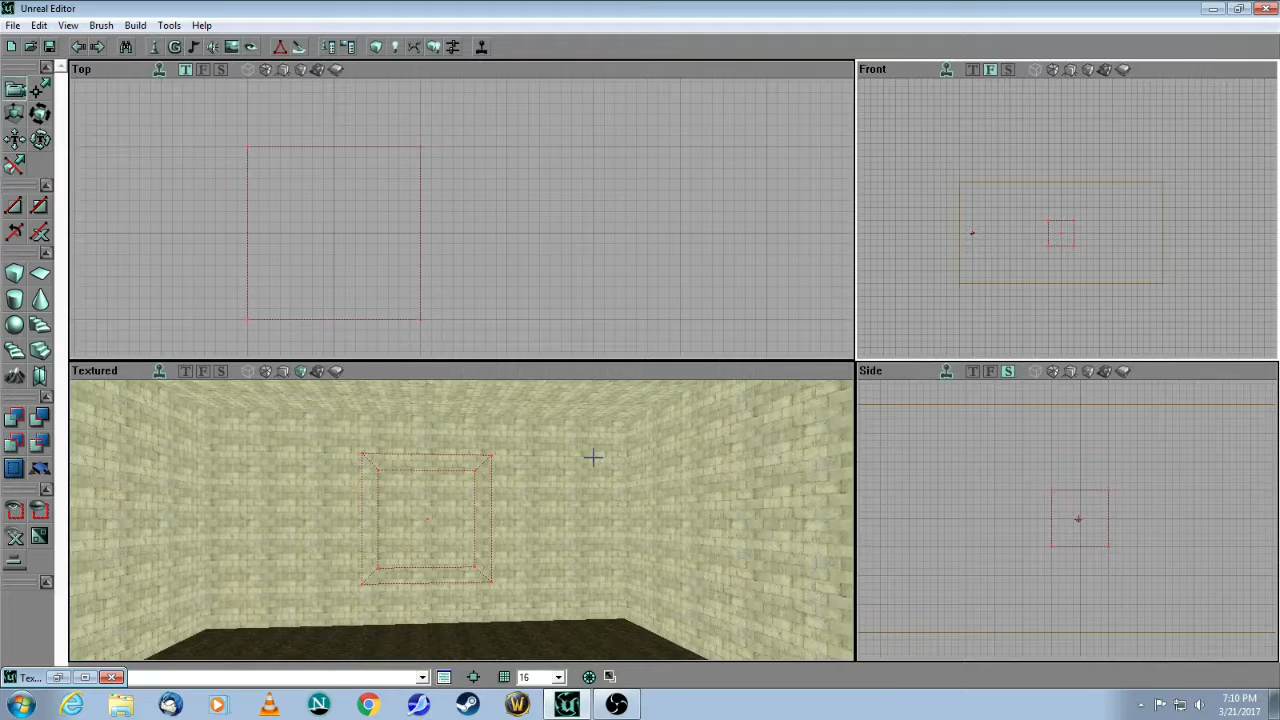 Unreal Editor
File Edit View Brush Build Tools Help
Top T F S
Front T F S
Textured T F S
Side T F S
Tex...
16
7:10 PM
3/21/2017